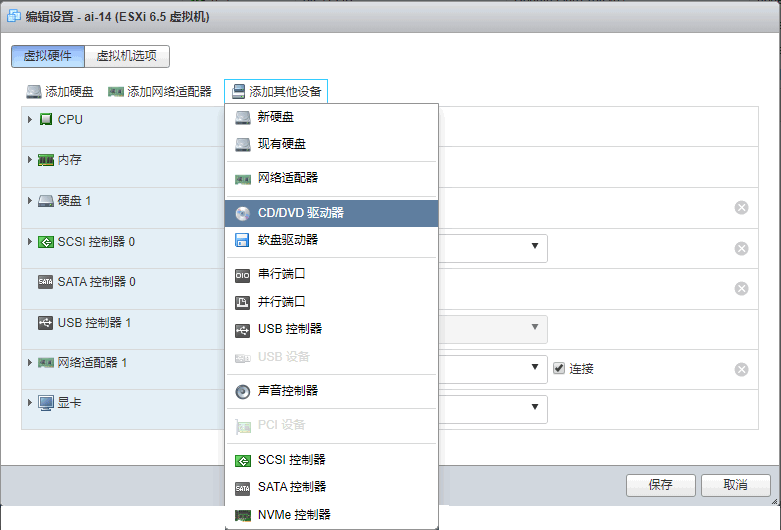 编辑设置 - ai-14 (ESXi 6.5 虚拟机)
虚拟硬件 虚拟机选项
添加硬盘 添加网络适配器 添加其他设备
新硬盘
现有硬盘
网络适配器
CD/DVD 驱动器
软盘驱动器
串行端口
并行端口
USB 控制器
USB 设备
声音控制器
PCI 设备
SCSI 控制器
SATA 控制器
NVMe 控制器
CPU
内存
硬盘 1
SCSI 控制器 0
SATA 控制器 0
USB 控制器 1
网络适配器 1
连接
显卡
保存 取消